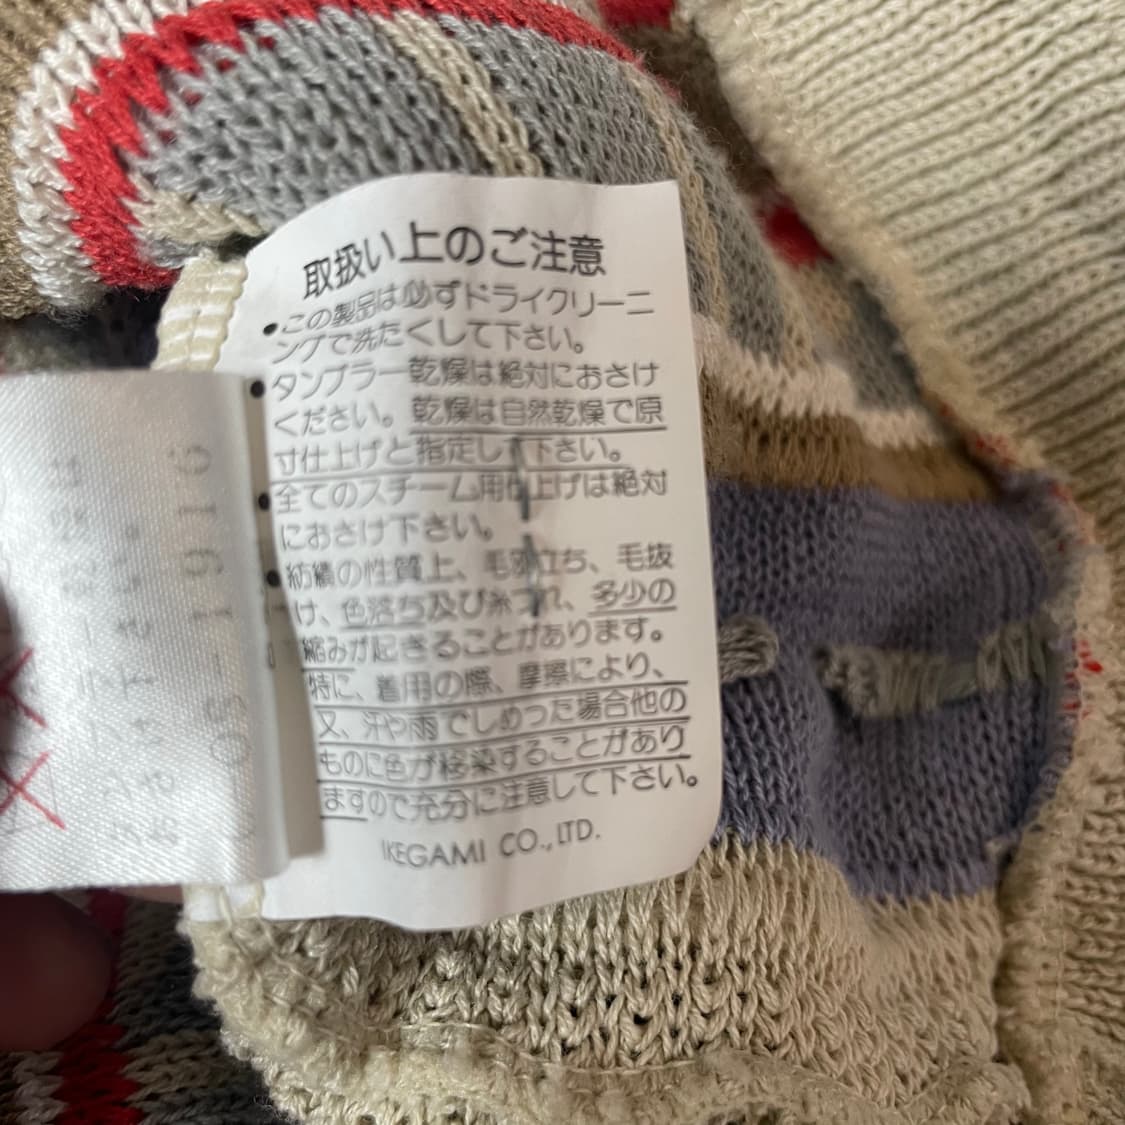 取扱い上のご注意
•この製品は必ずドライクリーニ
ングで洗たくして下さい。
•タンブラー乾燥は絶対におさけ
ください。乾燥は自然乾燥で原
寸仕上げと指定し下さい。
•全てのスチーム用仕上げは絶対
におさけ下さい。
•紡績の性質上、毛羽立ち、毛抜
け、色落ち及び糸つれ、多少の
縮みが起きることがあります。
特に、着用の際、摩擦により、
又、汗や雨でしめった場合他の
ものに色が移染することがあり
ますので充分に注意して下さい。
IKEGAMI CO.,LTD.